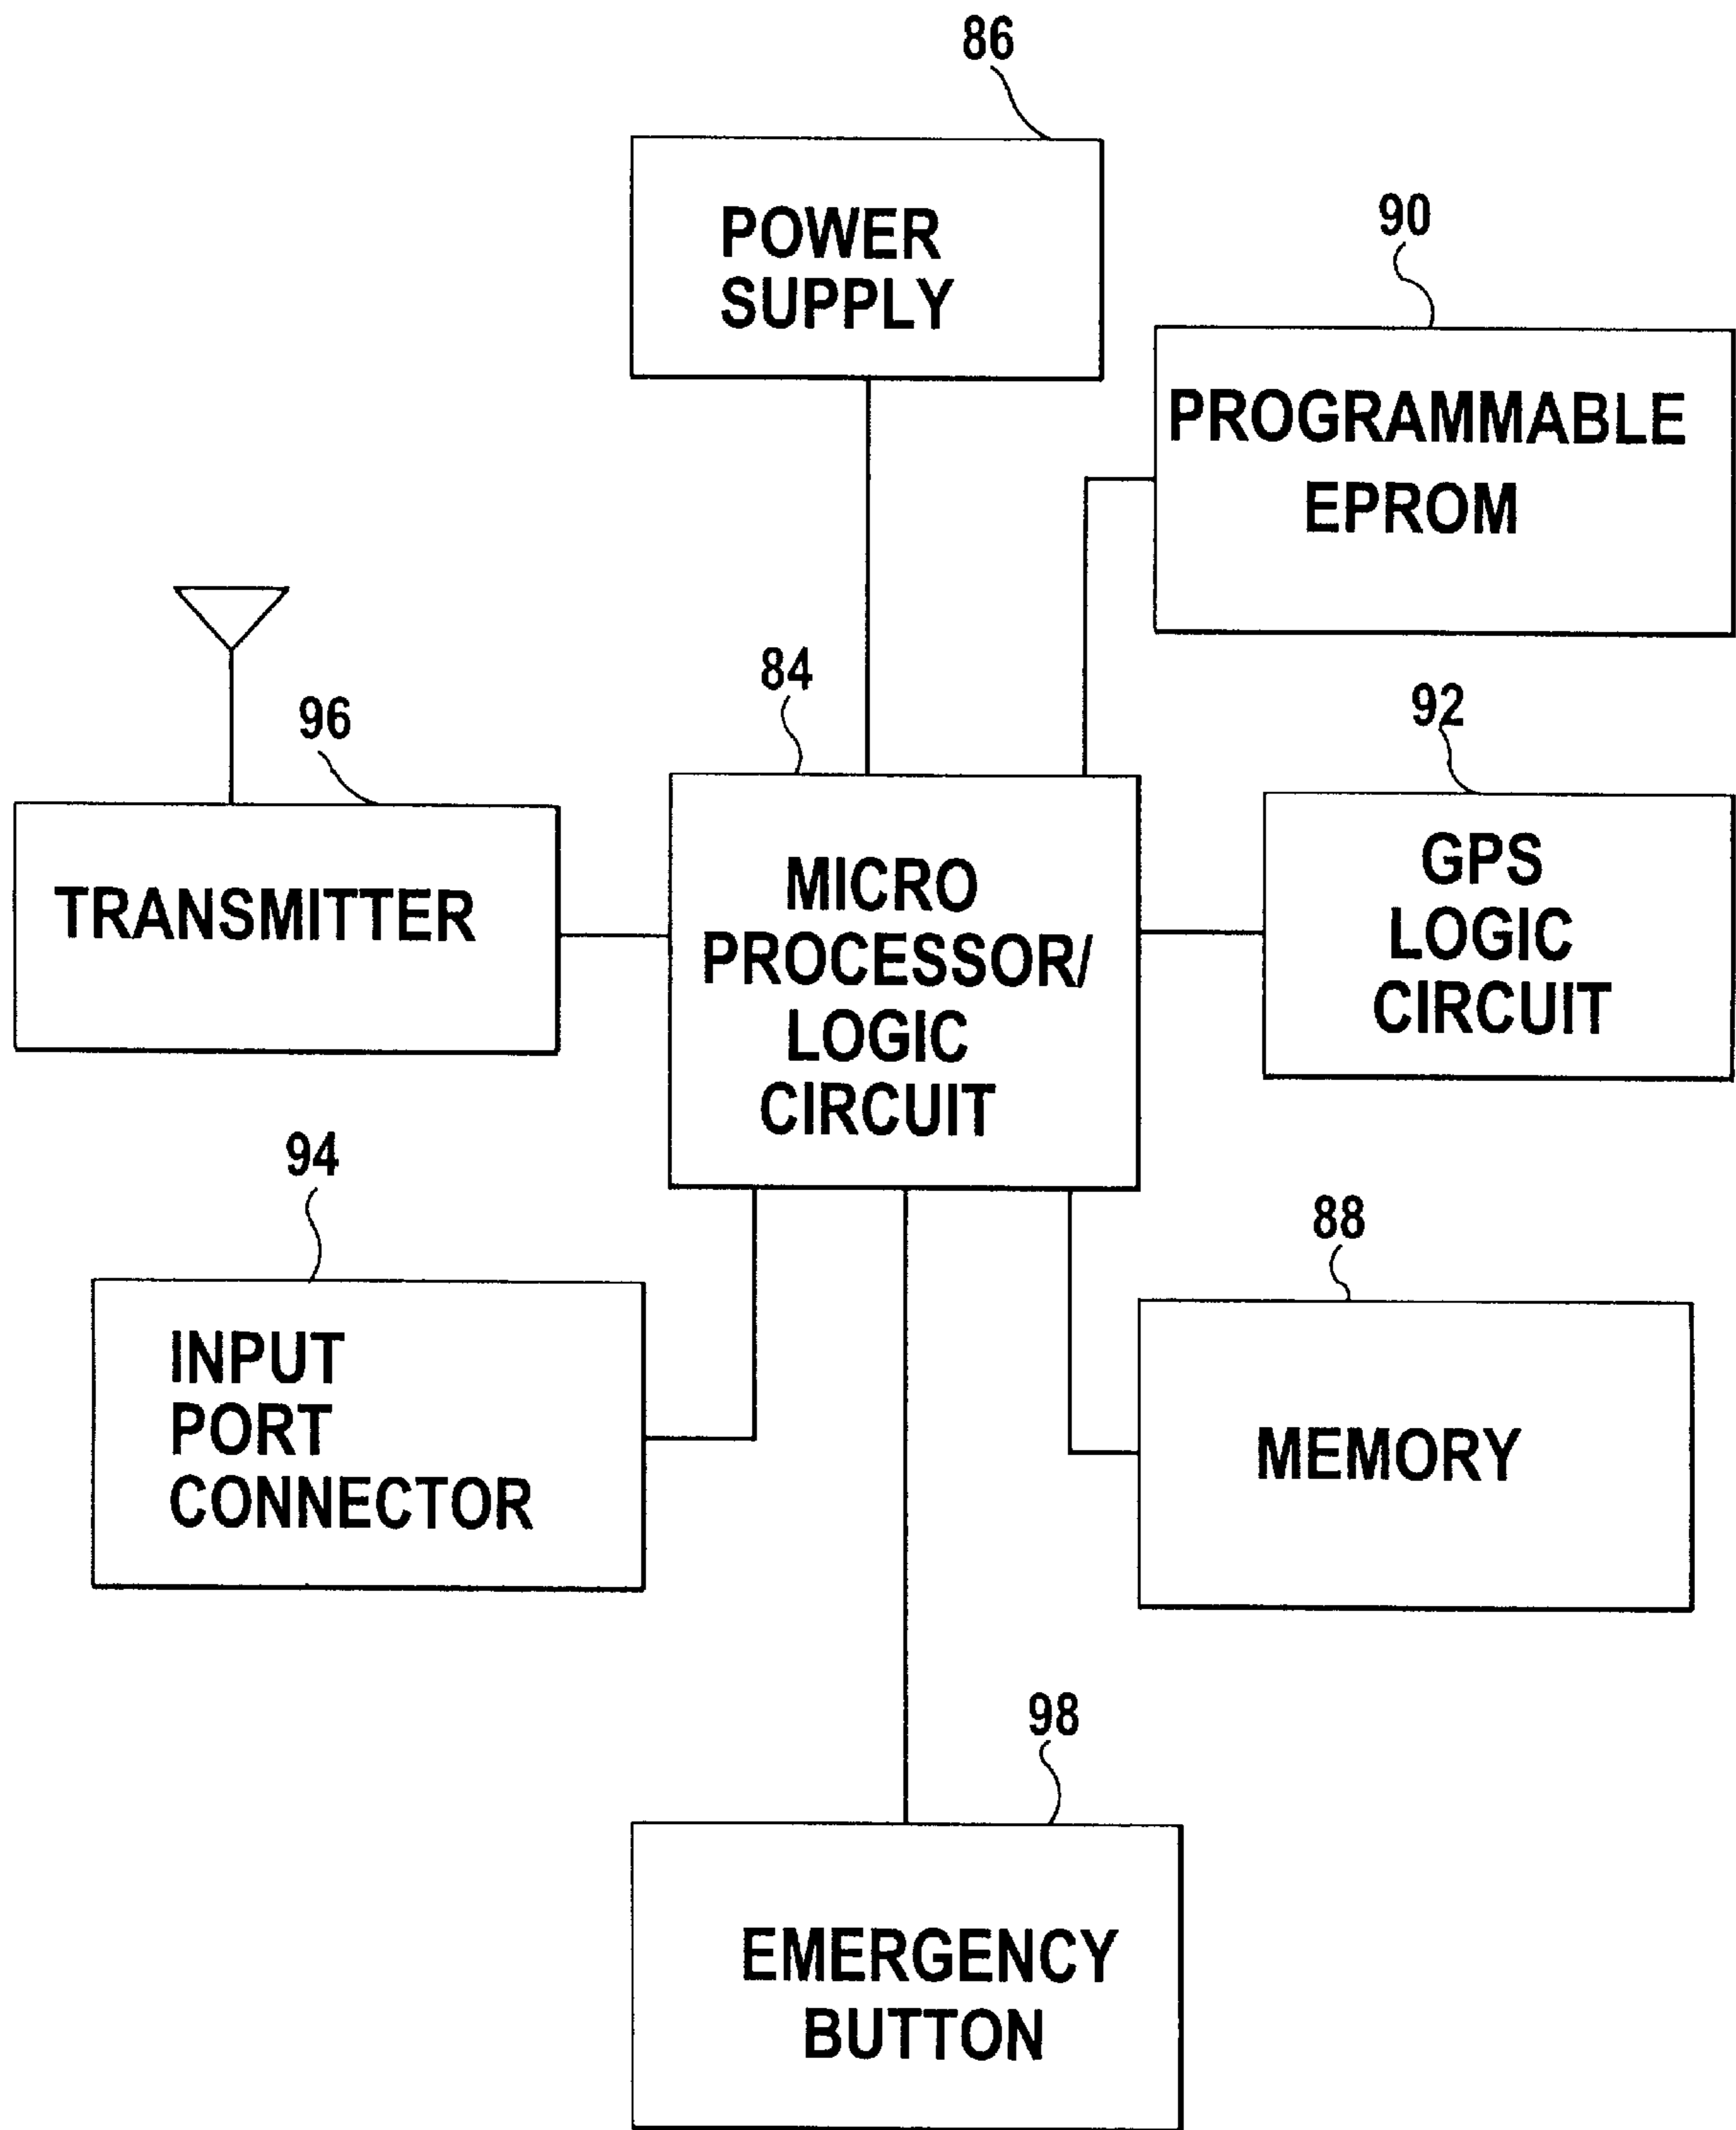 86
POWER
SUPPLY
90
PROGRAMMABLE
EPROM
84
MICRO
PROCESSOR/
LOGIC
CIRCUIT
96
TRANSMITTER
92
GPS
LOGIC
CIRCUIT
94
INPUT
PORT
CONNECTOR
88
MEMORY
98
EMERGENCY
BUTTON